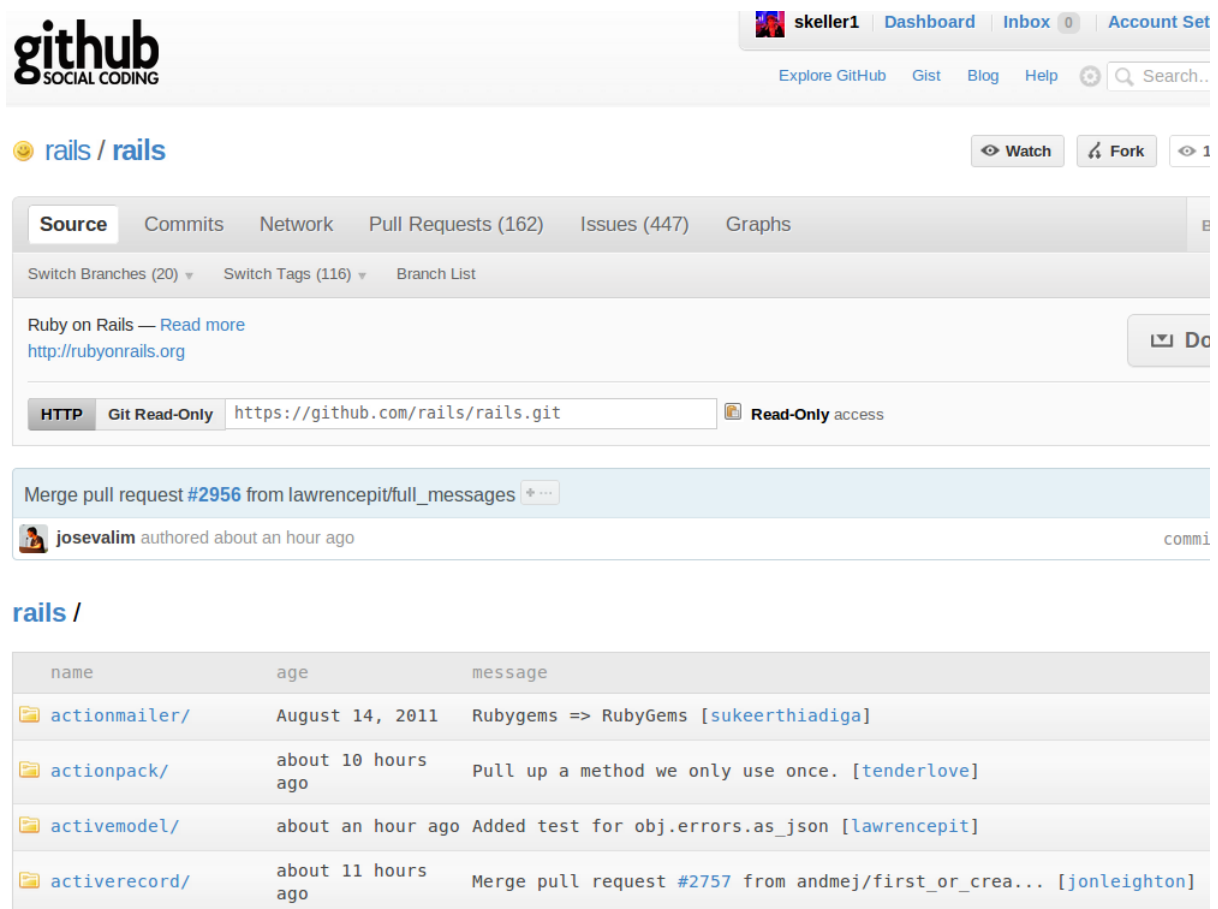 github
SOCIAL CODING
skeller1 Dashboard Inbox 0 Account Set
Explore GitHub Gist Blog Help Search...
rails / rails
Watch Fork 1
Source Commits Network Pull Requests (162) Issues (447) Graphs
Switch Branches (20) Switch Tags (116) Branch List
Ruby on Rails — Read more
http://rubyonrails.org
Do
HTTP Git Read-Only https://github.com/rails/rails.git Read-Only access
Merge pull request #2956 from lawrencepit/full_messages
josevalim authored about an hour ago commi
rails /
name age message
actionmailer/ August 14, 2011 Rubygems => RubyGems [sukeerthiadiga]
actionpack/ about 10 hours ago Pull up a method we only use once. [tenderlove]
activemodel/ about an hour ago Added test for obj.errors.as_json [lawrencepit]
activerecord/ about 11 hours ago Merge pull request #2757 from andmej/first_or_crea... [jonleighton]